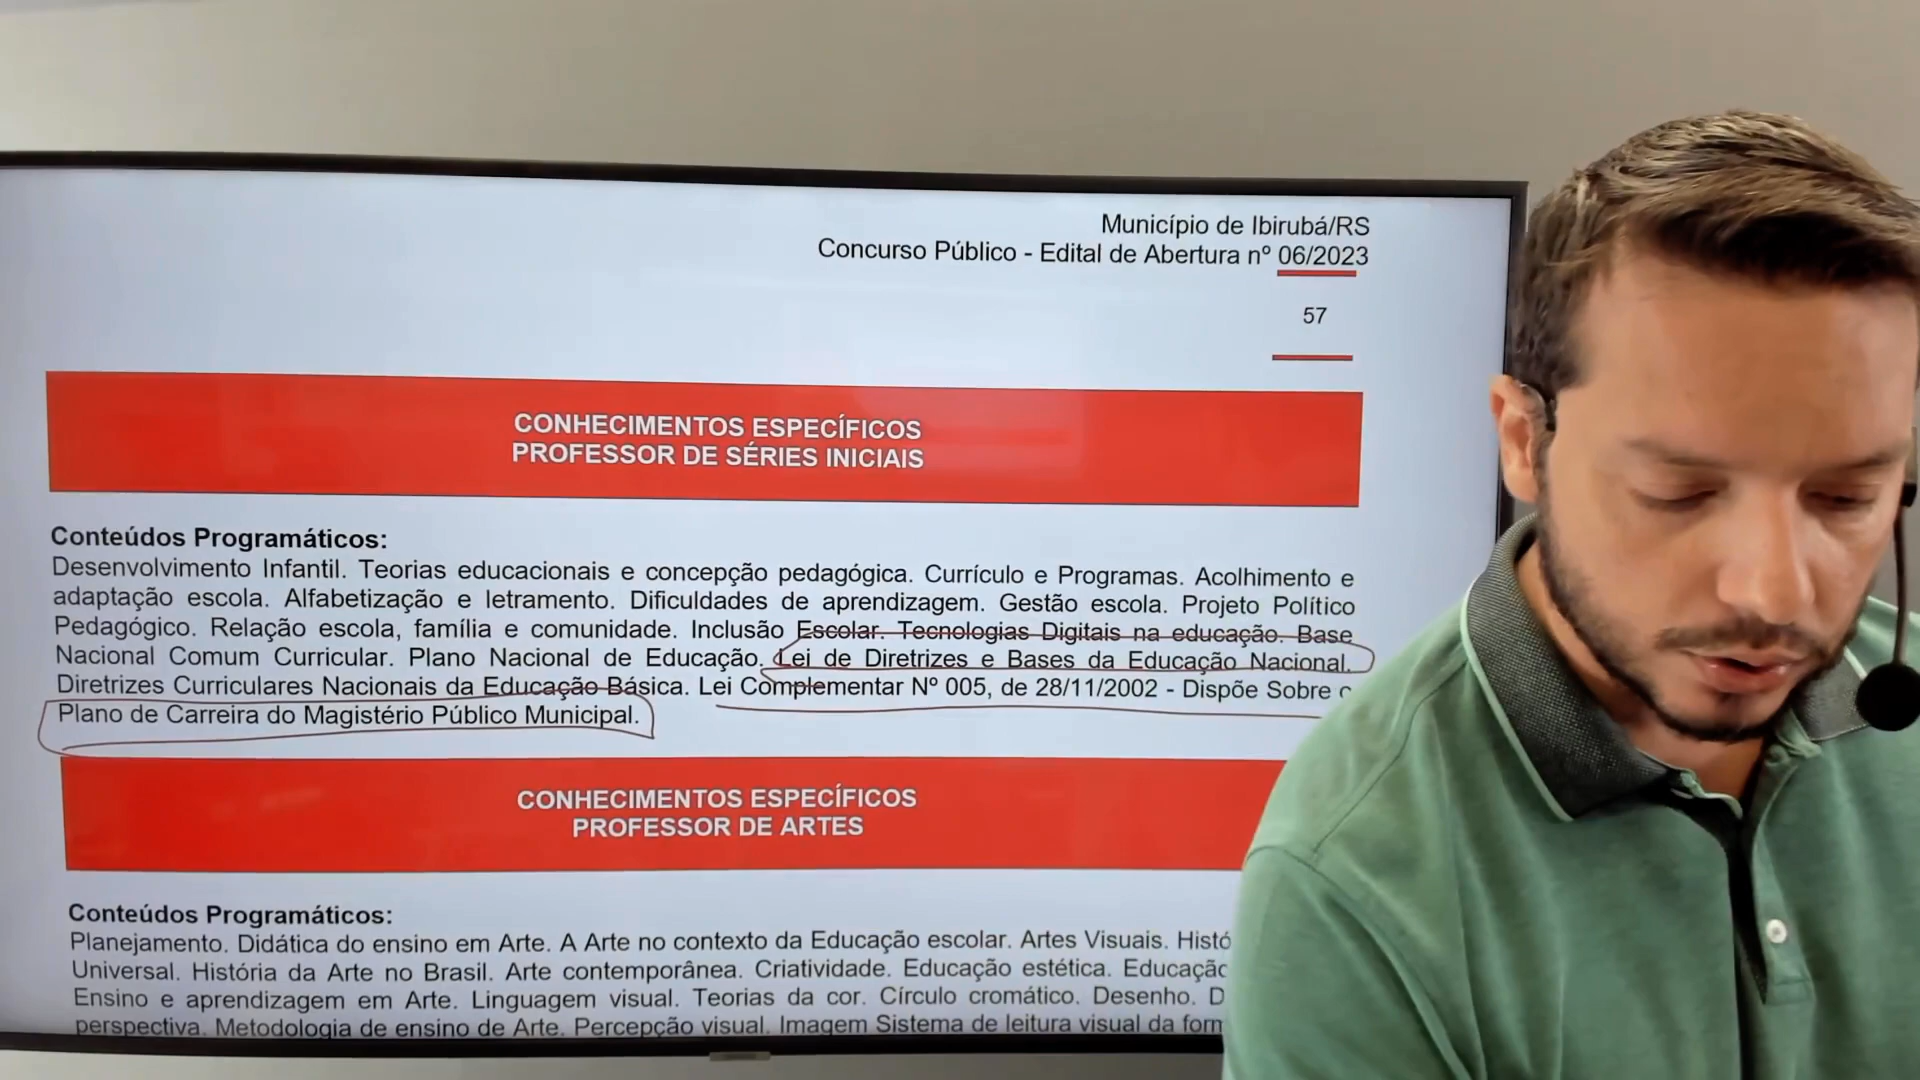 Município de Ibirubá/RS
Concurso Público - Edital de Abertura nº 06/2023
57
CONHECIMENTOS ESPECÍFICOS
PROFESSOR DE SÉRIES INICIAIS
Conteúdos Programáticos:
Desenvolvimento Infantil. Teorias educacionais e concepção pedagógica. Currículo e Programas. Acolhimento e
adaptação escola. Alfabetização e letramento. Dificuldades de aprendizagem. Gestão escola. Projeto Político
Pedagógico. Relação escola, família e comunidade. Inclusão Escolar. Tecnologias Digitais na educação. Base
Nacional Comum Curricular. Plano Nacional de Educação. Lei de Diretrizes e Bases da Educação Nacional.
Diretrizes Curriculares Nacionais da Educação Básica. Lei Complementar Nº 005, de 28/11/2002 - Dispõe Sobre o
Plano de Carreira do Magistério Público Municipal.
CONHECIMENTOS ESPECÍFICOS
PROFESSOR DE ARTES
Conteúdos Programáticos:
Planejamento. Didática do ensino em Arte. A Arte no contexto da Educação escolar. Artes Visuais.
Universal. História da Arte no Brasil. Arte contemporânea. Criatividade. Educação estética.
Ensino e aprendizagem em Arte. Linguagem visual. Teorias da cor. Círculo cromático. Desenho.
perspectiva. Metodologia de ensino de Arte. Percepção visual. Imagem Sistema de leitura visual da